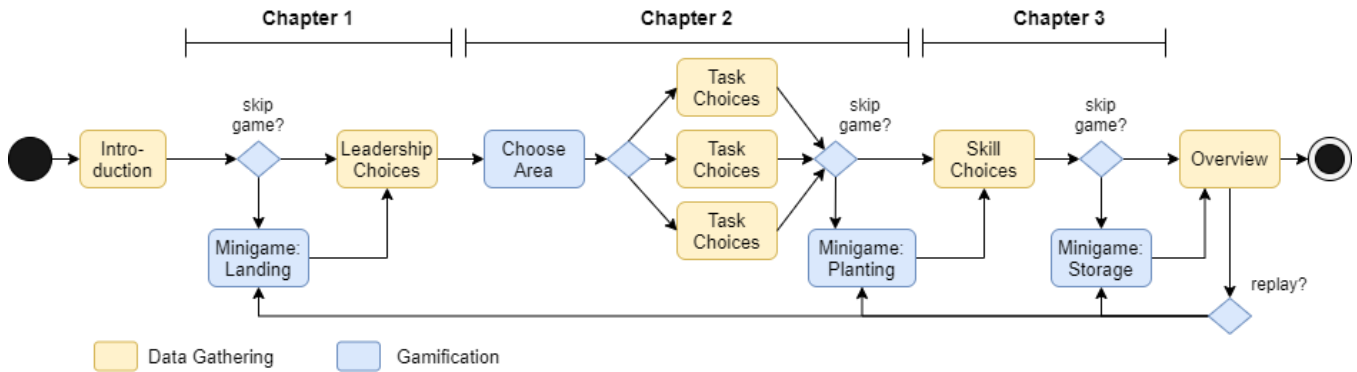 Chapter 1
Chapter 2
Chapter 3
skip
game?
Intro-
duction
Leadership
Choices
Minigame:
Landing
Choose
Area
Task
Choices
Task
Choices
Task
Choices
skip
game?
Minigame:
Planting
Skill
Choices
skip
game?
Minigame:
Storage
Overview
replay?
Data Gathering
Gamification